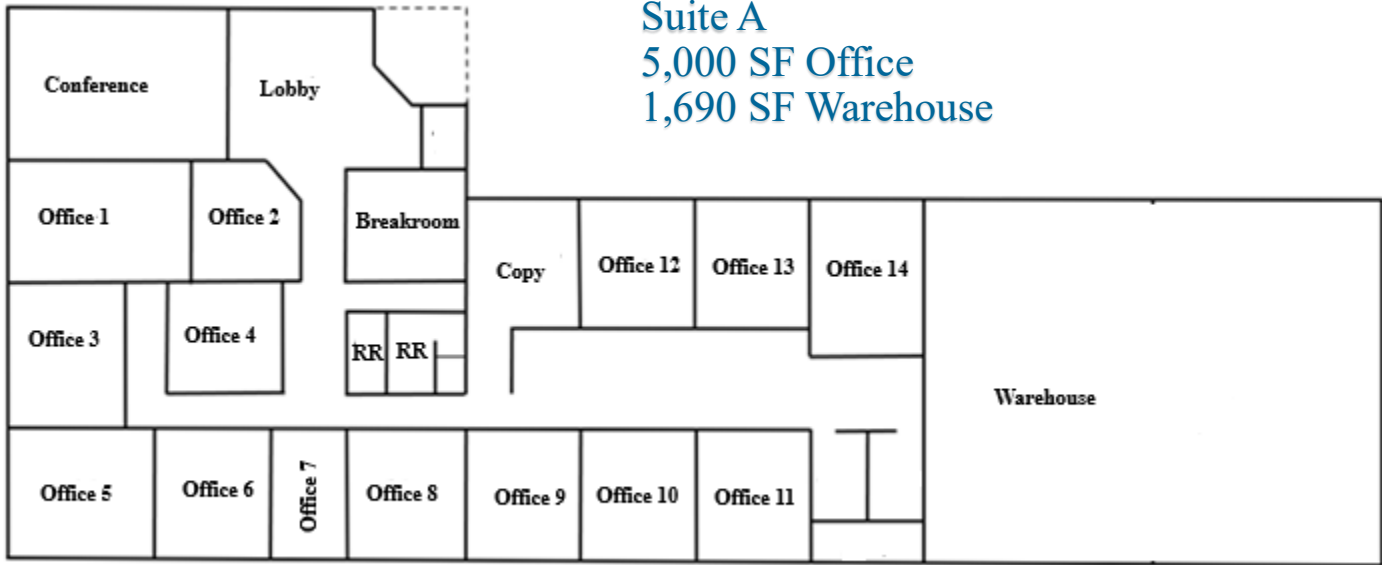 Suite A
5,000 SF Office
1,690 SF Warehouse
Conference
Lobby
Office 1
Office 2
Breakroom
Copy
Office 12
Office 13
Office 14
Office 3
Office 4
RR
RR
Warehouse
Office 5
Office 6
Office 7
Office 8
Office 9
Office 10
Office 11